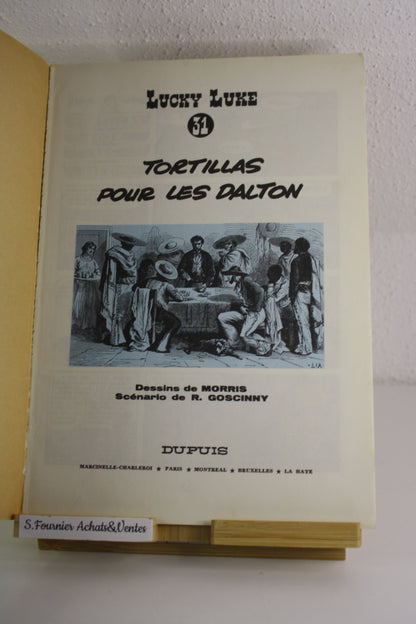 LUCKY LUKE
31
TORTILLAS
POUR LES DALTON
Dessins de MORRIS
Scénario de R. GOSCINNY
DUPUIS
MARCINELLE-CHARLEROI ★ PARIS ★ MONTREAL ★ BRUXELLES ★ LA HAYE
S.Fournier Achats&Ventes